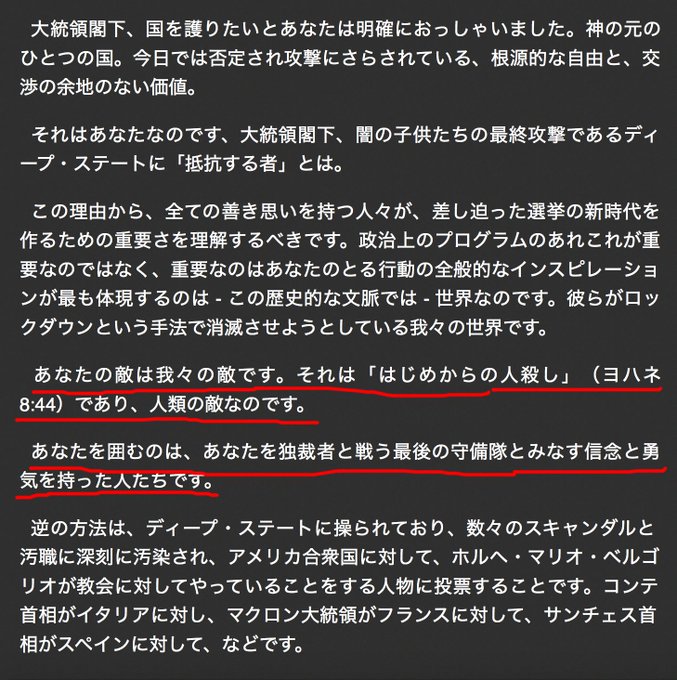 大統領閣下、国を護りたいとあなたは明確におっしゃいました。神の元の
ひとつの国。今日では否定され攻撃にさらされている、根源的な自由と、交
渉の余地のない価値。
それはあなたなのです、大統領閣下、闇の子供たちの最終攻撃であるディ
ープ・ステートに「抵抗する者」とは。
この理由から、全ての善き思いを持つ人々が、差し迫った選挙の新時代を
作るための重要さを理解するべきです。政治上のプログラムのあれこれが重
要なのではなく、重要なのはあなたのとる行動の全般的なインスピレーショ
ンが最も体現するのは - この歴史的な文脈では - 世界なのです。彼らがロッ
クダウンという手法で消滅させようとしている我々の世界です。
あなたの敵は我々の敵です。それは「はじめからの人殺し」（ヨハネ
8:44）であり、人類の敵なのです。
あなたを囲むのは、あなたを独裁者と戦う最後の守備隊とみなす信念と勇
気を持った人たちです。
逆の方法は、ディープ・ステートに操られており、数々のスキャンダルと
汚職に深刻に汚染され、アメリカ合衆国に対して、ホルヘ・マリオ・ベルゴ
リオが教会に対してやっていることをする人物に投票することです。コンテ
首相がイタリアに対し、マクロン大統領がフランスに対して、サンチェス首
相がスペインに対して、などです。